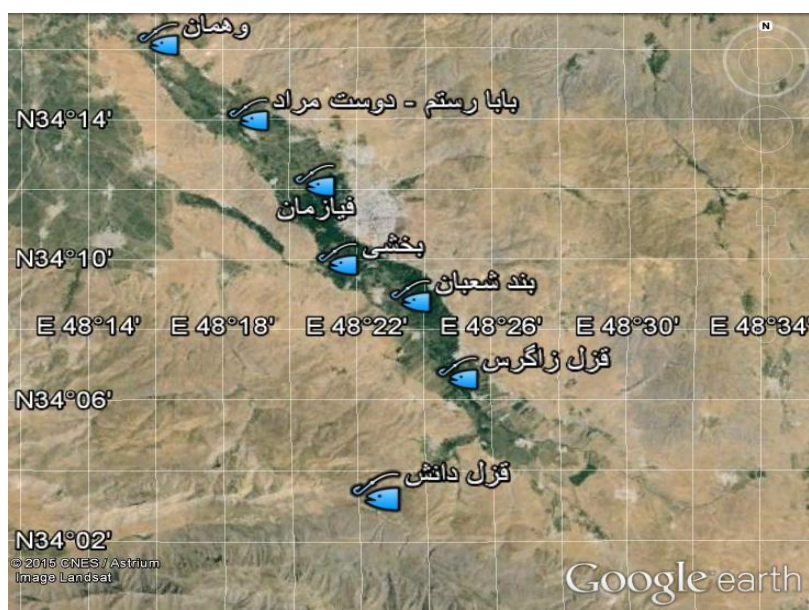 وهمان
N
N34°14'
بابا رستم - دوست مراد
فیازمان
N34°10'
بخشی
بند شعبان
E 48°14' E 48°18' E 48°22' E 48°26' E 48°30' E 48°34'
قزل زاگرس
N34°06'
قزل دانش
N34°02'
© 2015 CNES / Astrium
Image Landsat
Google earth